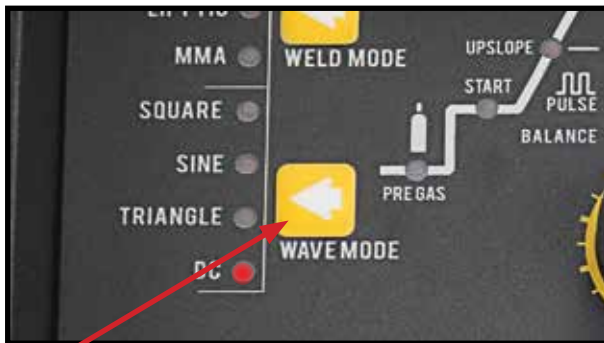 MMA
WELD MODE
SQUARE
SINE
TRIANGLE
DC
WAVE MODE
PRE GAS
START
UPSLOPE
PULSE
BALANCE